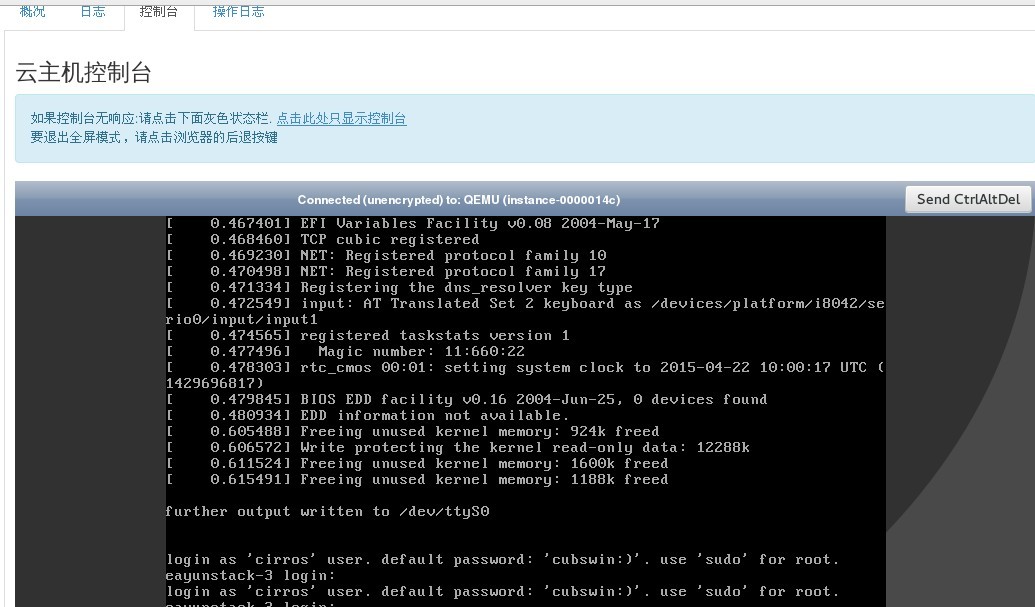 概况 日志 控制台 操作日志
云主机控制台
如果控制台无响应:请点击下面灰色状态栏. 点击此处只显示控制台
要退出全屏模式，请点击浏览器的后退按键
Connected (unencrypted) to: QEMU (instance-0000014c) Send CtrlAltDel
[    0.467401] EFI Variables Facility v0.08 2004-May-17
[    0.468460] TCP cubic registered
[    0.469230] NET: Registered protocol family 10
[    0.470498] NET: Registered protocol family 17
[    0.471334] Registering the dns_resolver key type
[    0.472549] input: AT Translated Set 2 keyboard as /devices/platform/i8042/se
rio0/input/input1
[    0.474565] registered taskstats version 1
[    0.477496]   Magic number: 11:660:22
[    0.478303] rtc_cmos 00:01: setting system clock to 2015-04-22 10:00:17 UTC (
1429696817)
[    0.479845] BIOS EDD facility v0.16 2004-Jun-25, 0 devices found
[    0.480934] EDD information not available.
[    0.605488] Freeing unused kernel memory: 924k freed
[    0.606572] Write protecting the kernel read-only data: 12288k
[    0.611524] Freeing unused kernel memory: 1600k freed
[    0.615491] Freeing unused kernel memory: 1188k freed
further output written to /dev/ttyS0
login as 'cirros' user. default password: 'cubswin:)'. use 'sudo' for root.
eayunstack-3 login:
login as 'cirros' user. default password: 'cubswin:)'. use 'sudo' for root.
eayunstack-3 login: